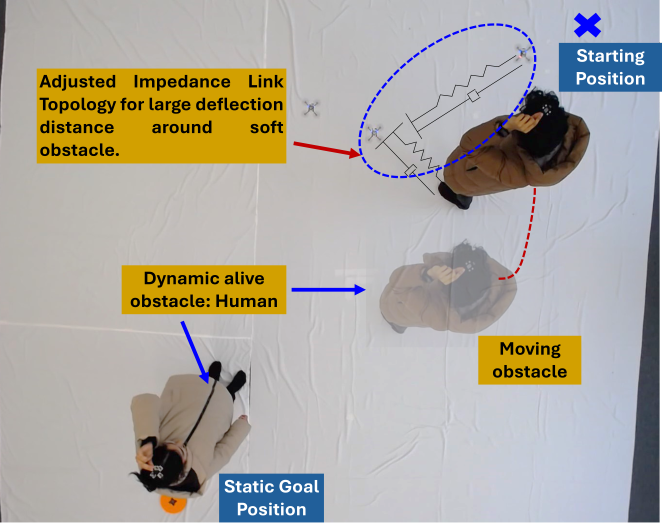 Starting
Position
Adjusted Impedance Link
Topology for large deflection
distance around soft
obstacle.
Dynamic alive
obstacle: Human
Moving
obstacle
Static Goal
Position